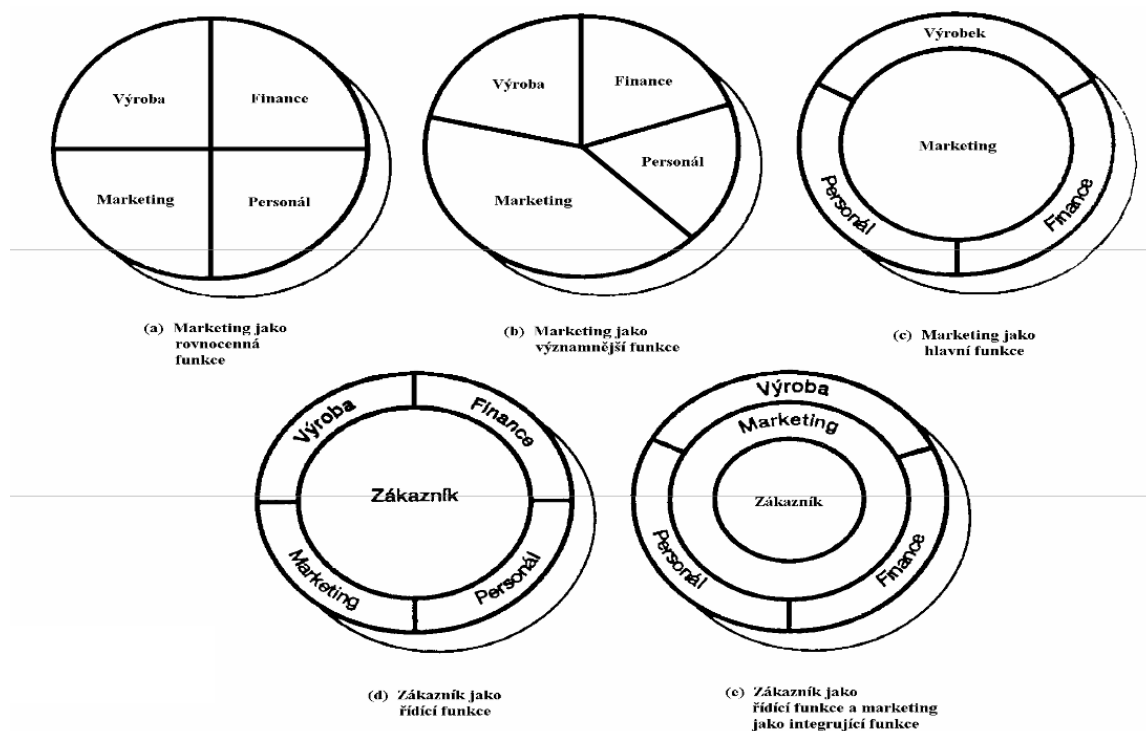 Výroba
Finance
Marketing
Personál
(a) Marketing jako
rovnocenná
funkce
Výroba
Finance
Personál
Marketing
(b) Marketing jako
významnější funkce
Výrobek
Marketing
Personál
Finance
(c) Marketing jako
hlavní funkce
Výroba
Finance
Zákazník
Marketing
Personál
(d) Zákazník jako
řídící funkce
Výroba
Marketing
Zákazník
Personál
Finance
(e) Zákazník jako
řídící funkce a marketing
jako integrující funkce